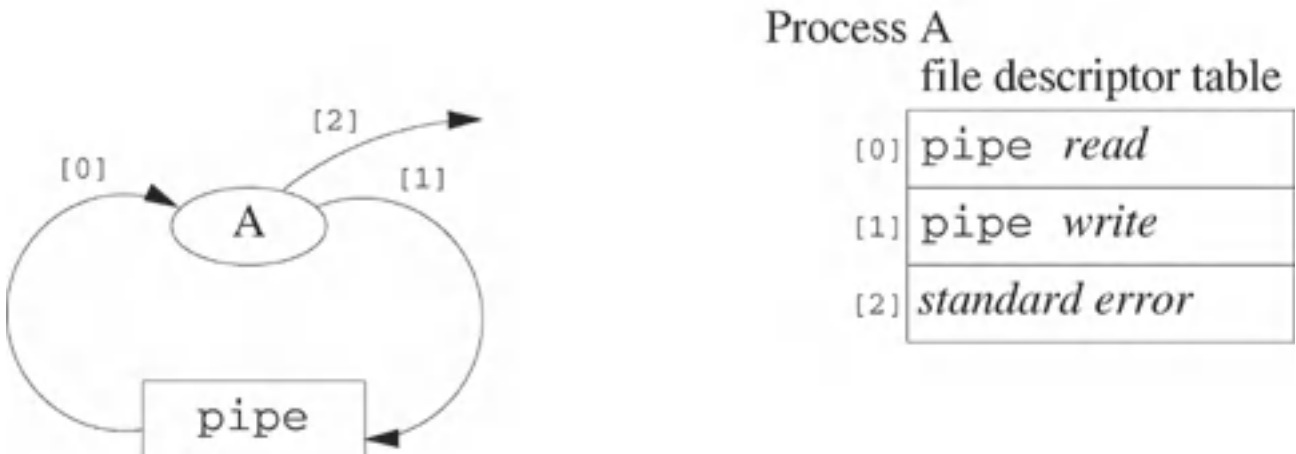 [2]
[0]
[1]
A
pipe
Process A
file descriptor table
[0] pipe read
[1] pipe write
[2] standard error